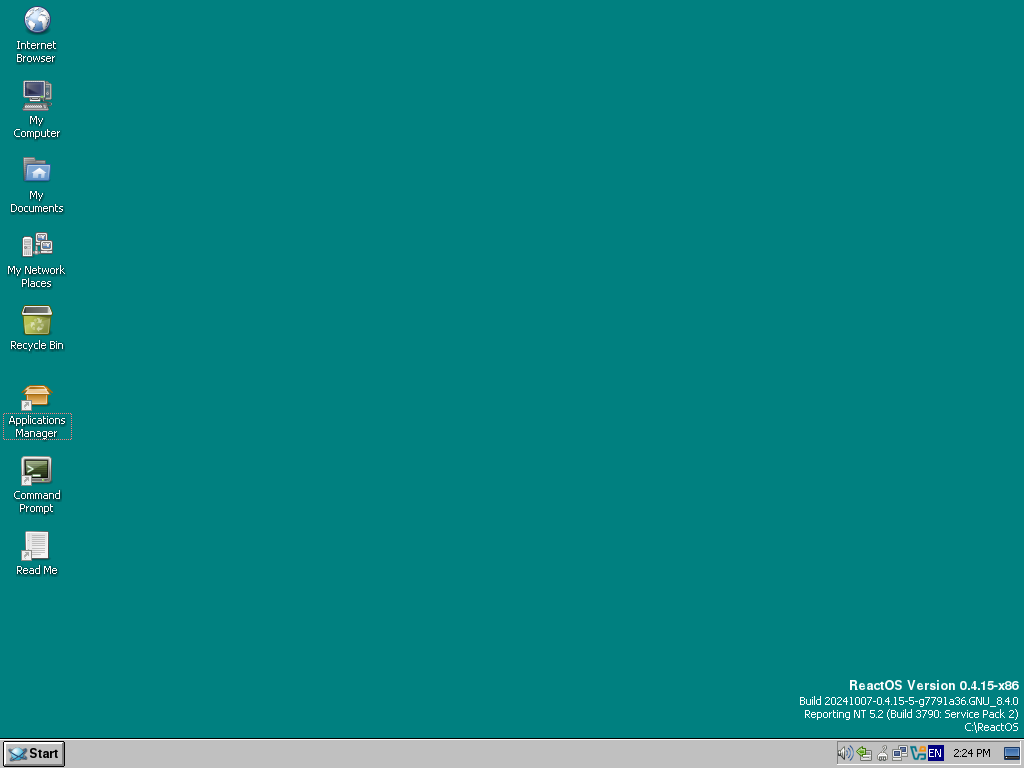 Internet
Browser
My
Computer
My
Documents
My Network
Places
Recycle Bin
Applications
Manager
Command
Prompt
Read Me
ReactOS Version 0.4.15-x86
Build 20241007-0.4.15-5-g7791a36.GNU_8.4.0
Reporting NT 5.2 (Build 3790: Service Pack 2)
C:\ReactOS
Start
EN
2:24 PM